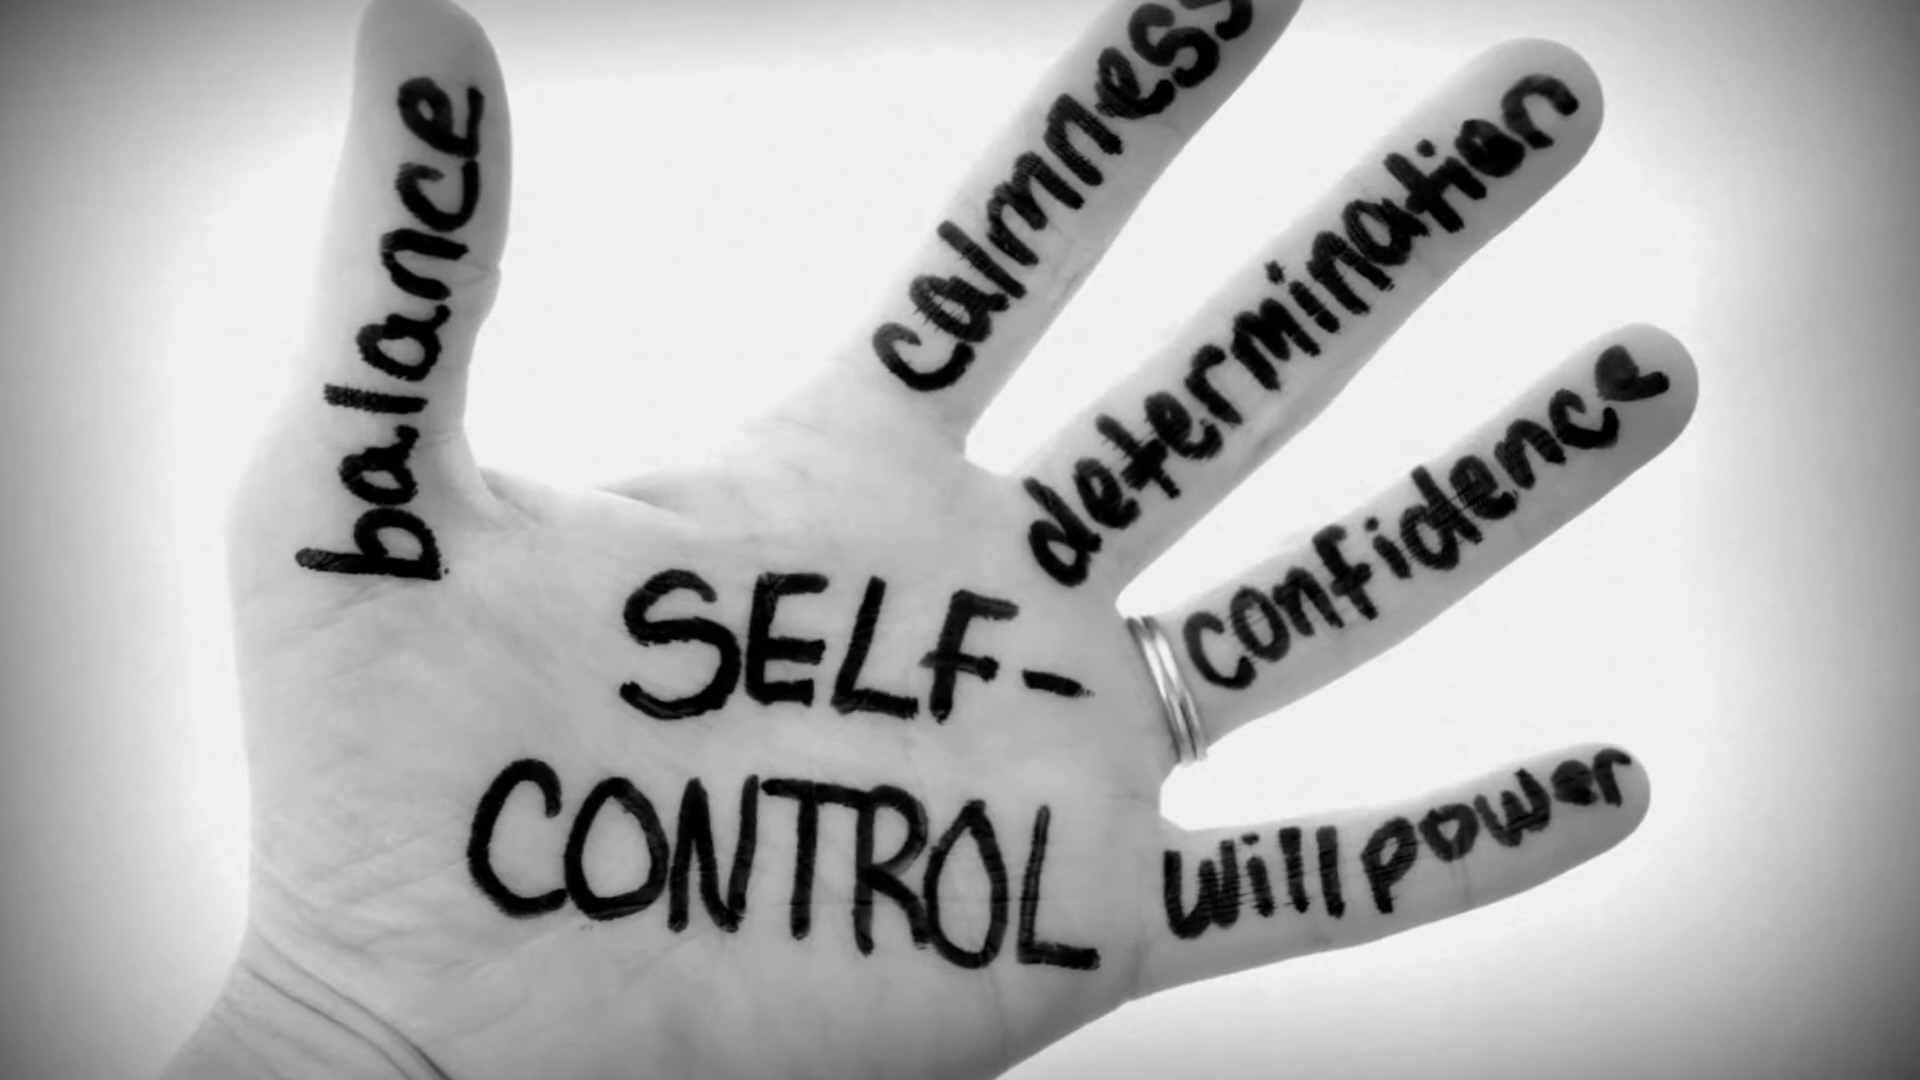 balance
calmness
determination
confidence
willpower
SELF-
CONTROL